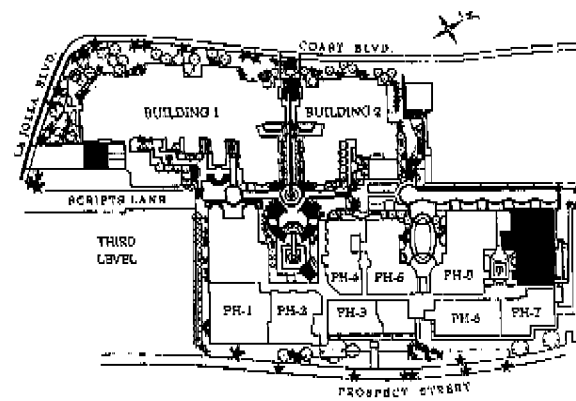 COAST BLVD.
LA JOLLA BLVD.
BUILDING 1
BUILDING 2
SCRIPPS LANE
THIRD
LEVEL
PH-4
PH-5
PH-8
PH-1
PH-2
PH-3
PH-6
PH-7
PROSPECT STREET